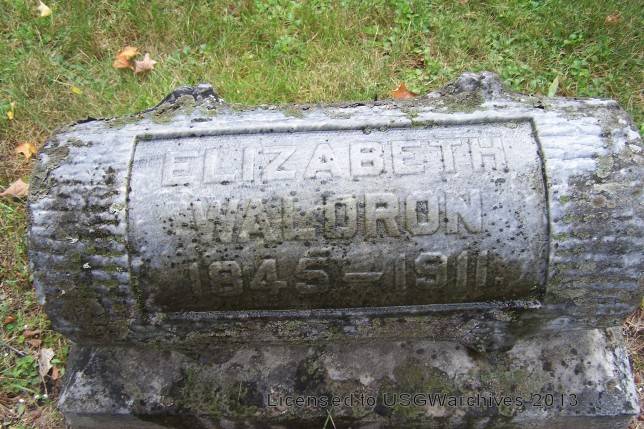 ELIZABETH
WALDRON
1845-1911.
Licensed to USGWarchives-2013